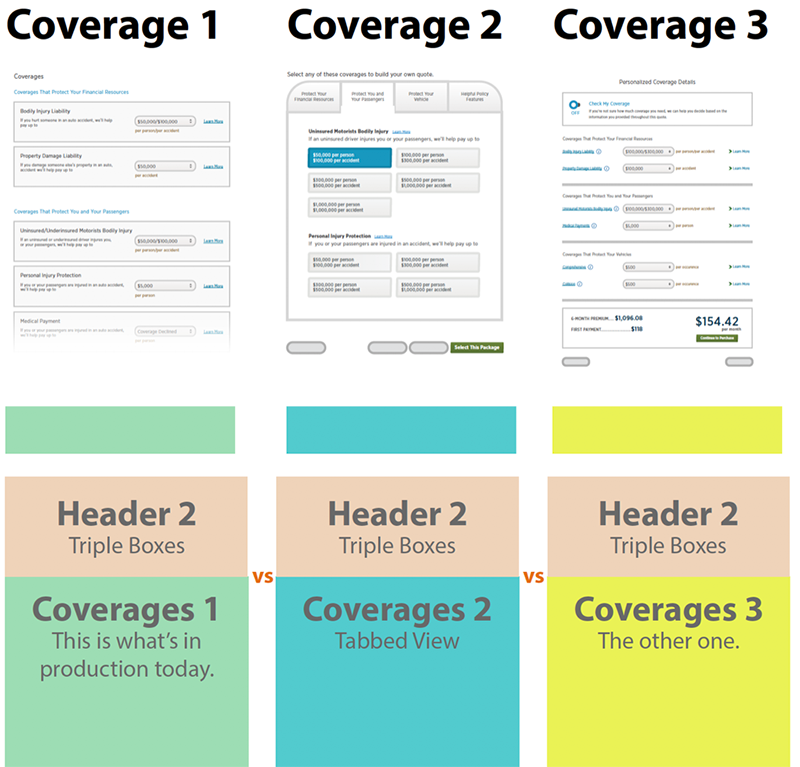 Coverage 1
Coverages
Coverages That Protect Your Financial Resources
Bodily Injury Liability
If you hurt someone in an auto accident, we'll help
pay up to
$50,000/$100,000
Learn More
per person/per accident
Property Damage Liability
If you damage someone else's property in an auto,
accident we'll help pay up to
$50,000
Learn More
per accident
Coverages That Protect You and Your Passengers
Uninsured/Underinsured Motorists Bodily Injury
If an uninsured or underinsured driver injures you,
or your passengers, we'll help pay up to
$50,000/$100,000
Learn More
per person/per accident
Personal Injury Protection
If you or your passengers are injured in an auto accident,
we'll help pay up to
$5,000
Learn More
per person
Medical Payment
If you or your passengers are injured in an auto accident,
we'll help pay up to
Coverage Declined
Learn More
Coverage 2
Select any of these coverages to build your own quote.
Protect Your
Financial Resources
Protect You and
Your Passengers
Protect Your
Vehicle
Helpful Policy
Features
Uninsured Motorists Bodily Injury Learn More
If an uninsured driver injures you or your passengers, we'll help pay up to
$50,000 per person
$100,000 per accident
$100,000 per person
$300,000 per accident
$300,000 per person
$500,000 per accident
$500,000 per person
$1,000,000 per accident
$1,000,000 per person
$1,000,000 per accident
Personal Injury Protection Learn More
If you or your passengers are injured in an accident, we'll help pay up to
$50,000 per person
$100,000 per accident
$100,000 per person
$300,000 per accident
$300,000 per person
$500,000 per accident
$500,000 per person
$1,000,000 per accident
Select This Package
Coverage 3
Personalized Coverage Details
OFF
Check My Coverage
If you're not sure how much coverage you need, we can help you decide based on the
information you provided throughout this quote.
Coverages That Protect Your Financial Resources
Bodily Injury Liability
$100,000/$300,000
per person/per accident
Learn More
Property Damage Liability
$100,000
per accident
Learn More
Coverages That Protect You and Your Passengers
Uninsured Motorists Bodily Injury
$100,000/$300,000
per person/per accident
Learn More
Medical Payments
$5,000
per person
Learn More
Coverages That Protect Your Vehicles
Comprehensive
$500
per occurrence
Learn More
Collision
$500
per occurrence
Learn More
6-MONTH PREMIUM.....$1,096.08
FIRST PAYMENT..............$118
$154.42
per month
Continue to Purchase
Header 2
Triple Boxes
Coverages 1
This is what's in
production today.
vs
Header 2
Triple Boxes
Coverages 2
Tabbed View
vs
Header 2
Triple Boxes
Coverages 3
The other one.